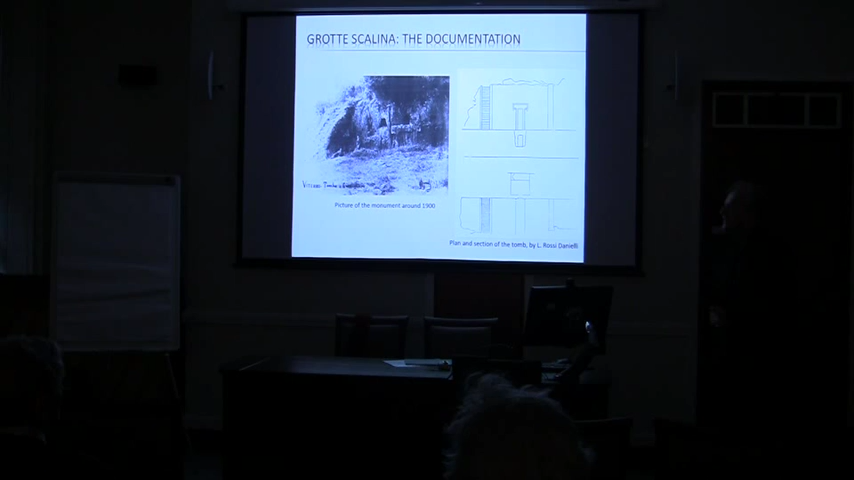 GROTTE SCALINA: THE DOCUMENTATION
Picture of the monument around 1900
Plan and section of the tomb, by L. Rossi Danielli